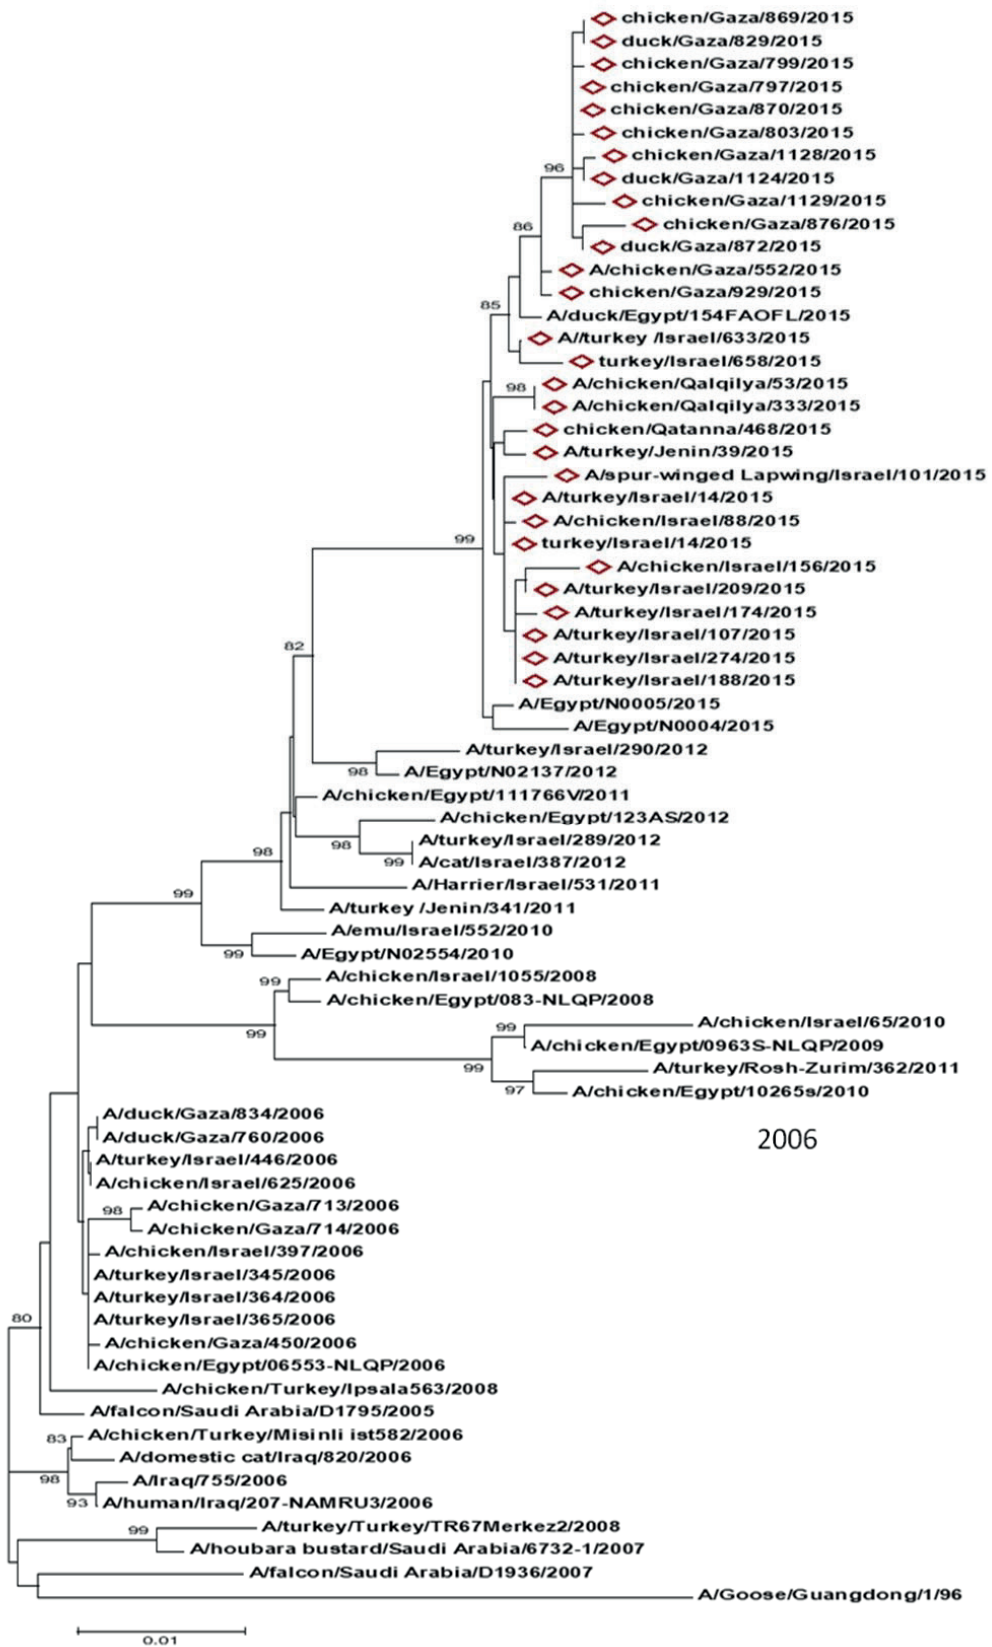 chicken/Gaza/869/2015
duck/Gaza/829/2015
chicken/Gaza/799/2015
chicken/Gaza/797/2015
chicken/Gaza/870/2015
chicken/Gaza/803/2015
chicken/Gaza/1128/2015
96
duck/Gaza/1124/2015
chicken/Gaza/1129/2015
chicken/Gaza/876/2015
86
duck/Gaza/872/2015
A/chicken/Gaza/552/2015
chicken/Gaza/929/2015
85
A/duck/Egypt/154FAOFL/2015
A//turkey /Israel/633/2015
turkey/Israel/658/2015
98
A/chicken/Qalqilya/53/2015
A/chicken/Qalqilya/333/2015
chicken/Qatanna/468/2015
A/turkey/Jenin/39/2015
A/spur-winged Lapwing/Israel/101/2015
A/turkey/Israel/14/2015
A/chicken/Israel/88/2015
99
turkey/Israel/14/2015
A/chicken/Israel/156/2015
A/turkey/Israel/209/2015
A/turkey/Israel/174/2015
A/turkey/Israel/107/2015
82
A/turkey/Israel/274/2015
A/turkey/Israel/188/2015
A/Egypt/N0005/2015
A/Egypt/N0004/2015
A/turkey/Israel/290/2012
98
A/Egypt/N02137/2012
A/chicken/Egypt/111766V/2011
A/chicken/Egypt/123AS/2012
98
A/turkey/Israel/289/2012
98
99
A/cat/Israel/387/2012
A/Harrier/Israel/531/2011
99
A/turkey /Jenin/341/2011
A/emu/Israel/552/2010
99
A/Egypt/N02554/2010
99
A/chicken/Israel/1055/2008
A/chicken/Egypt/083-NLQP/2008
99
99
A/chicken/Israel/65/2010
A/chicken/Egypt/0963S-NLQP/2009
99
A/turkey/Rosh-Zurim/362/2011
97
A/chicken/Egypt/10265s/2010
A/duck/Gaza/834/2006
A/duck/Gaza/760/2006
2006
A/turkey/Israel/446/2006
A/chicken/Israel/625/2006
98
A/chicken/Gaza/713/2006
A/chicken/Gaza/714/2006
A/chicken/Israel/397/2006
A/turkey/Israel/345/2006
A/turkey/Israel/364/2006
80
A/turkey/Israel/365/2006
A/chicken/Gaza/450/2006
A/chicken/Egypt/06553-NLQP/2006
A/chicken/Turkey/Ipsala563/2008
A/falcon/Saudi Arabia/D1795/2005
83
A/chicken/Turkey/Misinli ist582/2006
A/domestic cat/Iraq/820/2006
98
A/Iraq/755/2006
93
A/human/Iraq/207-NAMRU3/2006
99
A/turkey/Turkey/TR67Merkez2/2008
A/houbara bustard/Saudi Arabia/6732-1/2007
A/falcon/Saudi Arabia/D1936/2007
A/Goose/Guangdong/1/96
0.01